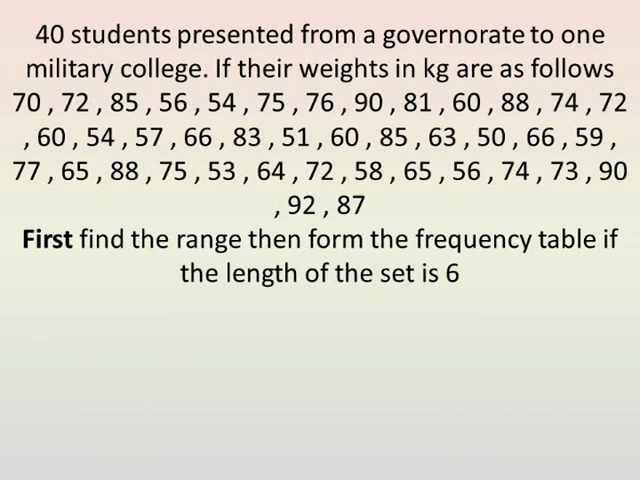 40 students presented from a governorate to one
military college. If their weights in kg are as follows
70 , 72 , 85 , 56 , 54 , 75 , 76 , 90 , 81 , 60 , 88 , 74 , 72
, 60 , 54 , 57 , 66 , 83 , 51 , 60 , 85 , 63 , 50 , 66 , 59 ,
77 , 65 , 88 , 75 , 53 , 64 , 72 , 58 , 65 , 56 , 74 , 73 , 90
, 92 , 87
First find the range then form the frequency table if
the length of the set is 6